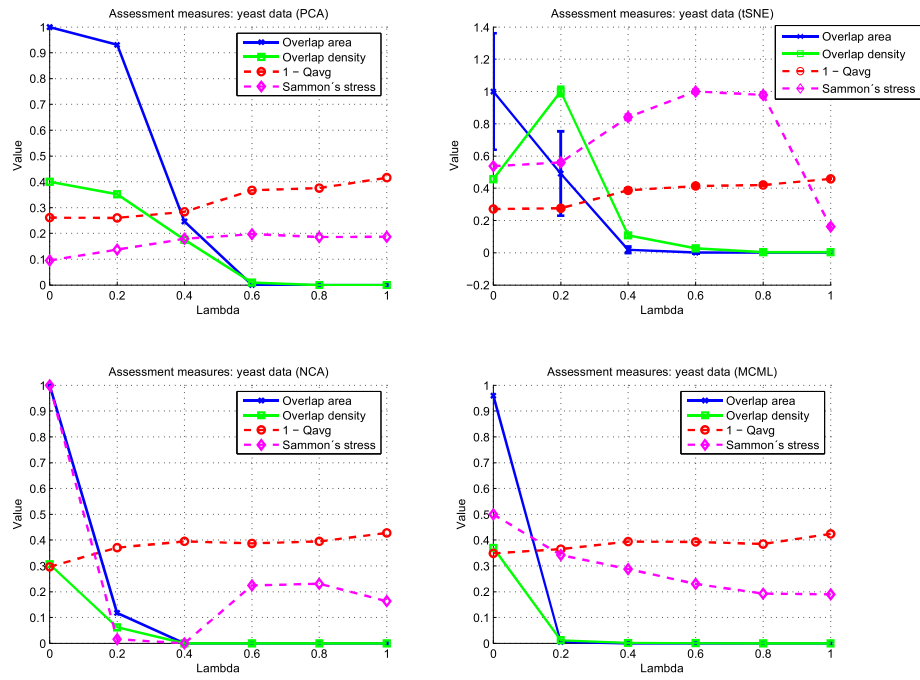 Assessment measures: yeast data (PCA)
1
0.9
0.8
0.7
0.6
0.5
0.4
0.3
0.2
0.1
0
Value
0 0.2 0.4 0.6 0.8 1
Lambda
Overlap area
Overlap density
1 − Qavg
Sammon´s stress
Assessment measures: yeast data (tSNE)
1.4
1.2
1
0.8
0.6
0.4
0.2
0
−0.2
Value
0 0.2 0.4 0.6 0.8 1
Lambda
Overlap area
Overlap density
1 − Qavg
Sammon´s stress
Assessment measures: yeast data (NCA)
1
0.9
0.8
0.7
0.6
0.5
0.4
0.3
0.2
0.1
0
Value
0 0.2 0.4 0.6 0.8 1
Lambda
Overlap area
Overlap density
1 − Qavg
Sammon´s stress
Assessment measures: yeast data (MCML)
1
0.9
0.8
0.7
0.6
0.5
0.4
0.3
0.2
0.1
0
Value
0 0.2 0.4 0.6 0.8 1
Lambda
Overlap area
Overlap density
1 − Qavg
Sammon´s stress